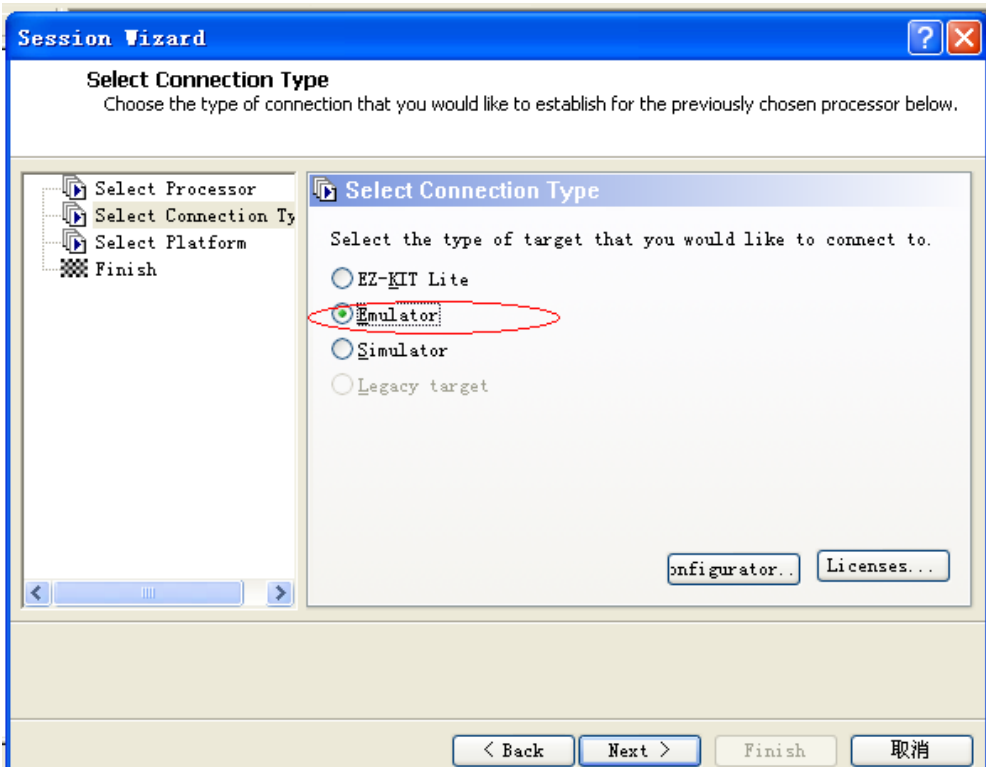 Session Wizard
Select Connection Type
Choose the type of connection that you would like to establish for the previously chosen processor below.
Select Processor
Select Connection Ty
Select Platform
Finish
Select Connection Type
Select the type of target that you would like to connect to.
EZ-KIT Lite
Emulator
Simulator
Legacy target
onfigurator..
Licenses...
< Back
Next >
Finish
取消